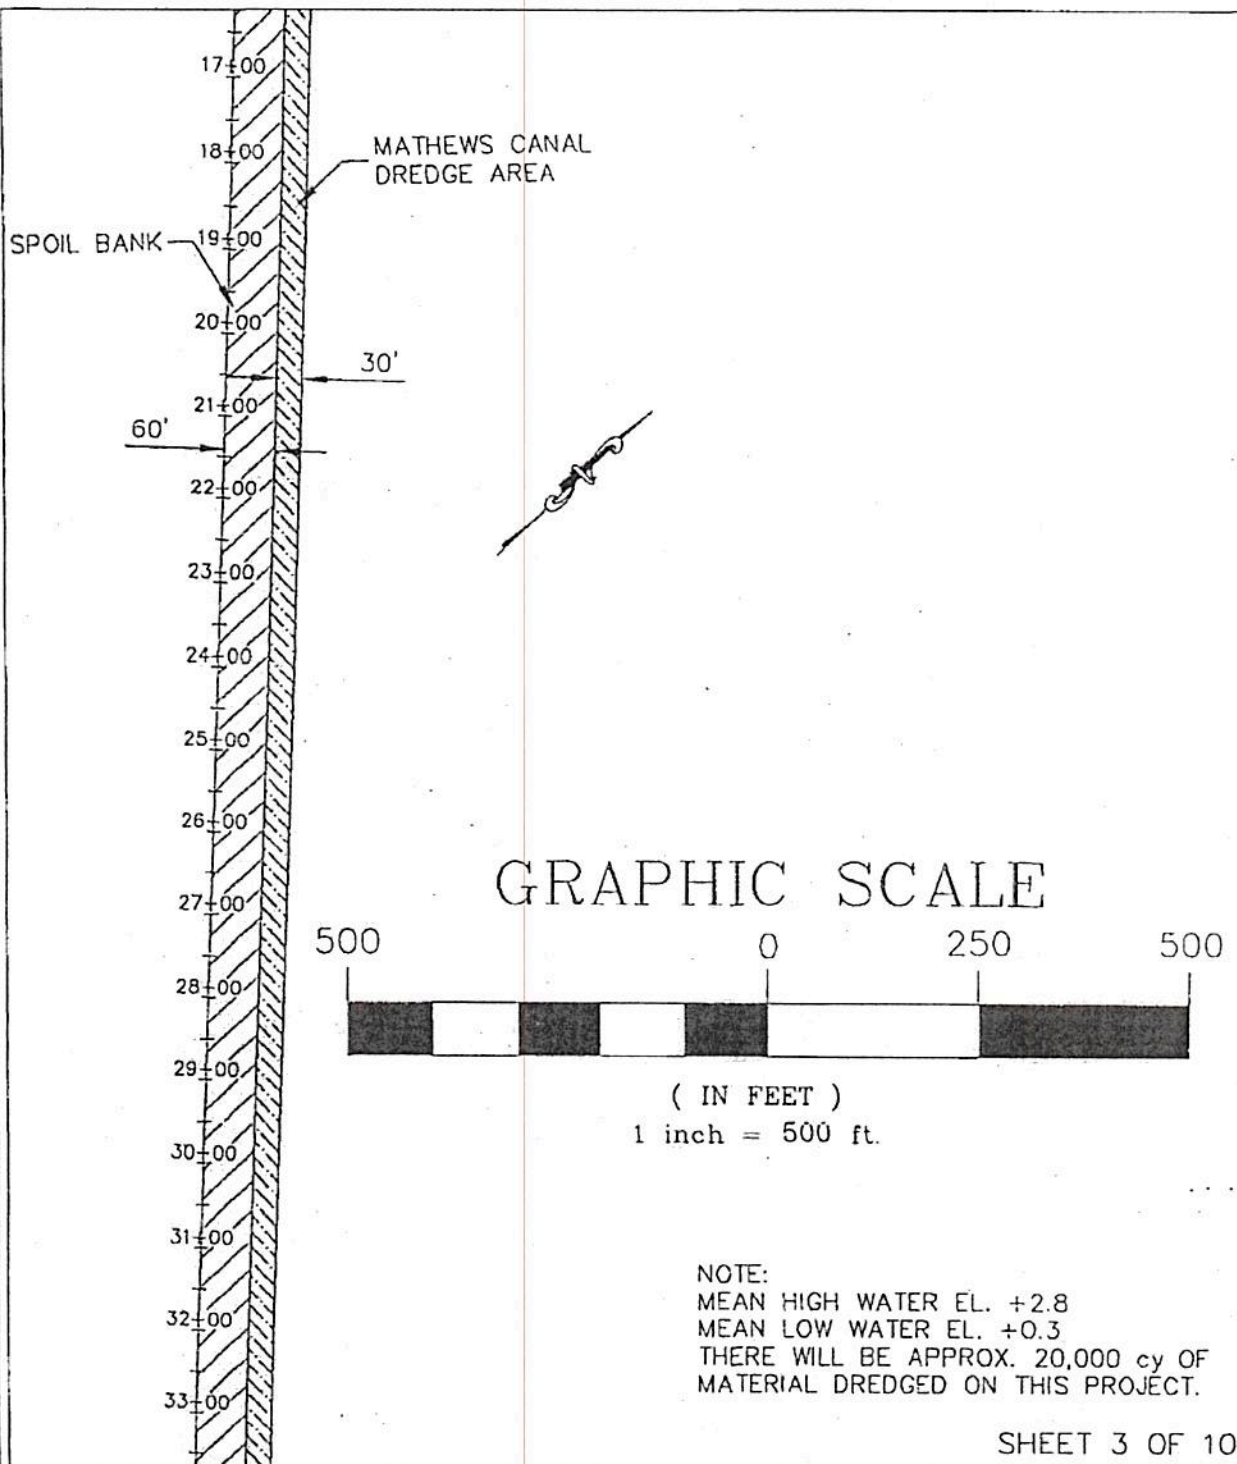 17+00
MATHEWS CANAL
DREDGE AREA
18+00
SPOIL BANK
19+00
20+00
30'
21+00
60'
22+00
23+00
24+00
25+00
26+00
GRAPHIC SCALE
27+00
500 0 250 500
28+00
29+00
( IN FEET )
1 inch = 500 ft.
30+00
31+00
NOTE:
MEAN HIGH WATER EL. +2.8
MEAN LOW WATER EL. +0.3
THERE WILL BE APPROX. 20,000 cy OF
MATERIAL DREDGED ON THIS PROJECT.
32+00
33+00
SHEET 3 OF 10